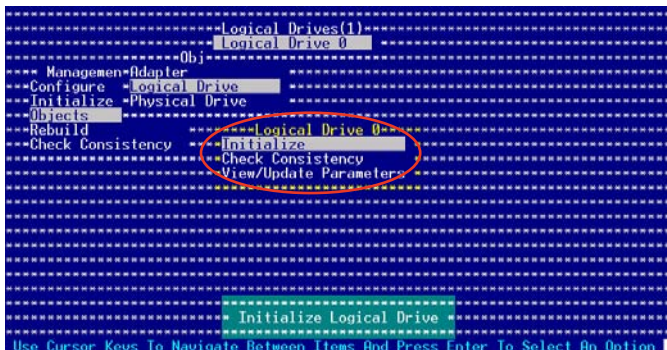 Logical Drives(1)
Logical Drive 0
Obj
Managemen Adapter
Configure Logical Drive
Initialize Physical Drive
Objects
Rebuild Logical Drive 0
Check Consistency Initialize
Check Consistency
View/Update Parameters
Initialize Logical Drive
Use Cursor Keys To Navigate Between Items And Press Enter To Select An Option